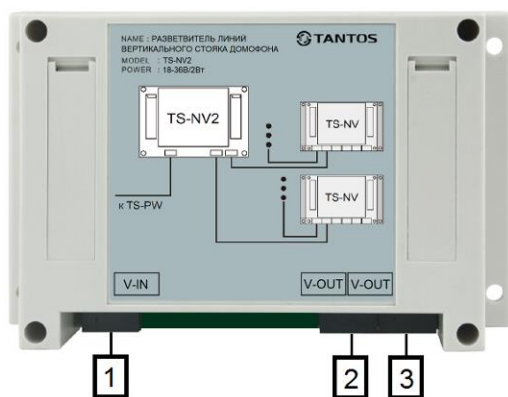 NAME : РАЗВЕТВИТЕЛЬ ЛИНИЙ
ВЕРТИКАЛЬНОГО СТОЯКА ДОМОФОНА
MODEL : TS-NV2
POWER : 18-36В/2Вт
TANTOS
TS-NV2
TS-NV
TS-NV
к TS-PW
V-IN
V-OUT
V-OUT
1
2
3